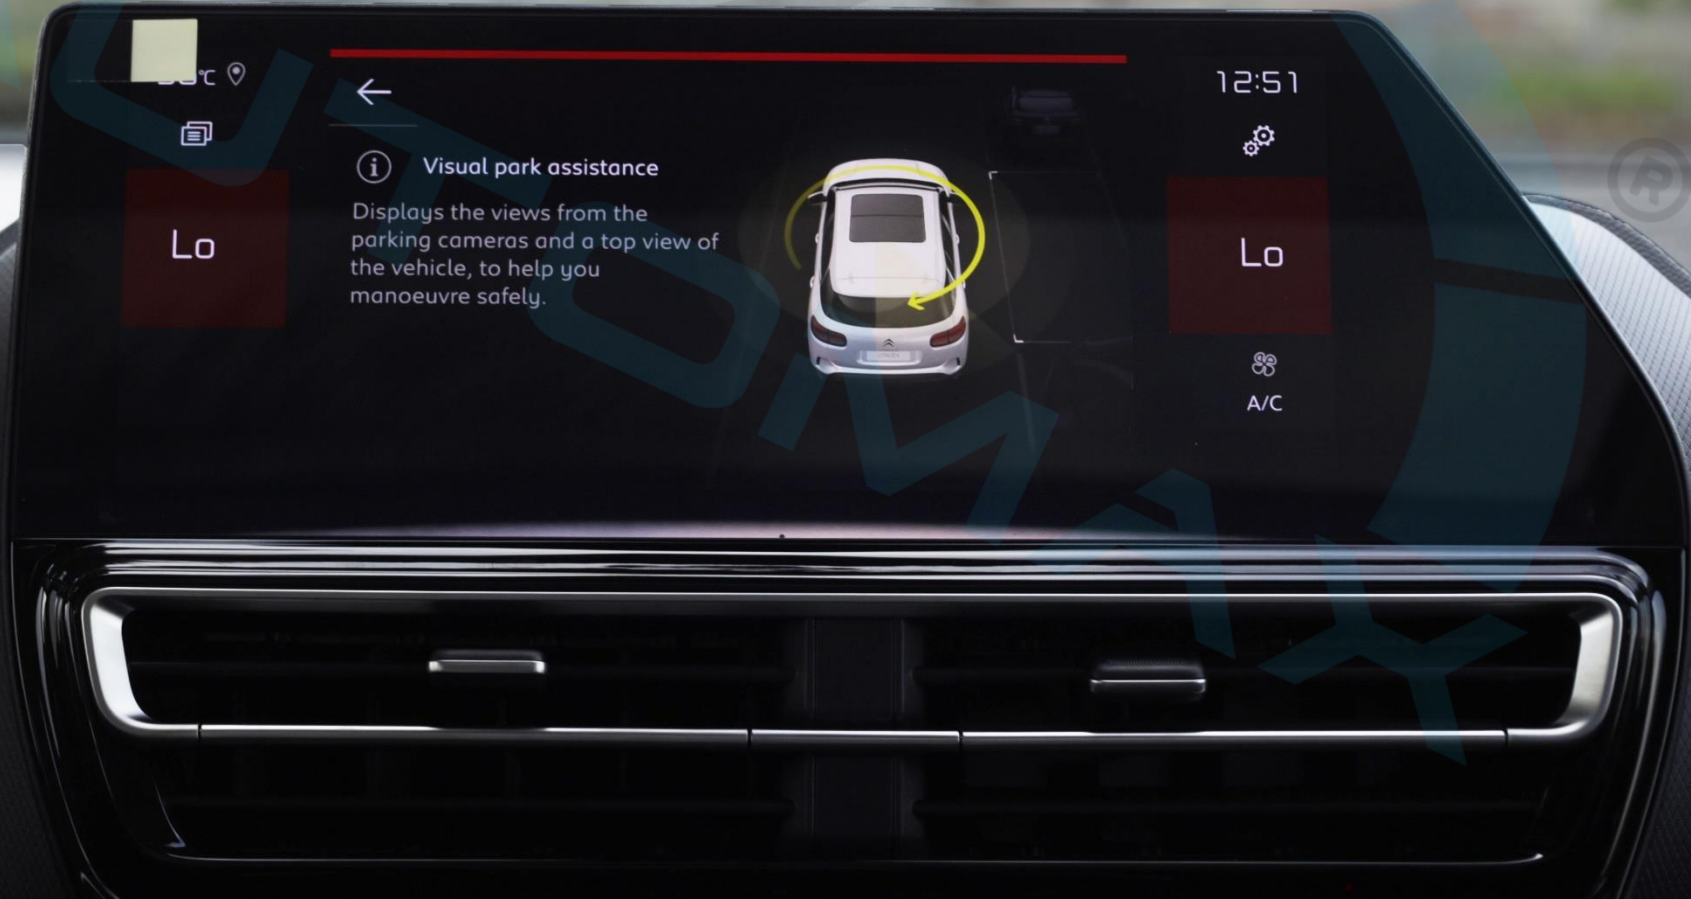 °C
12:51
Visual park assistance
Displays the views from the
parking cameras and a top view of
the vehicle, to help you
manoeuvre safely.
Lo
Lo
A/C
UTOMAX
®